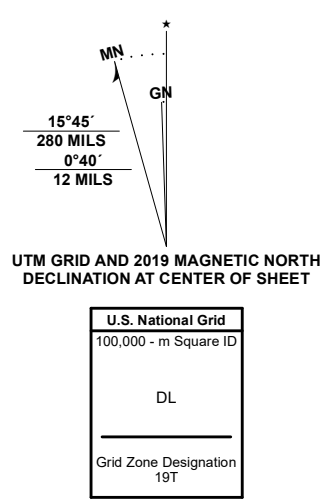 ★
MN
GN
15°45´
280 MILS
0°40´
12 MILS
UTM GRID AND 2019 MAGNETIC NORTH
DECLINATION AT CENTER OF SHEET
U.S. National Grid
100,000 - m Square ID
DL
Grid Zone Designation
19T